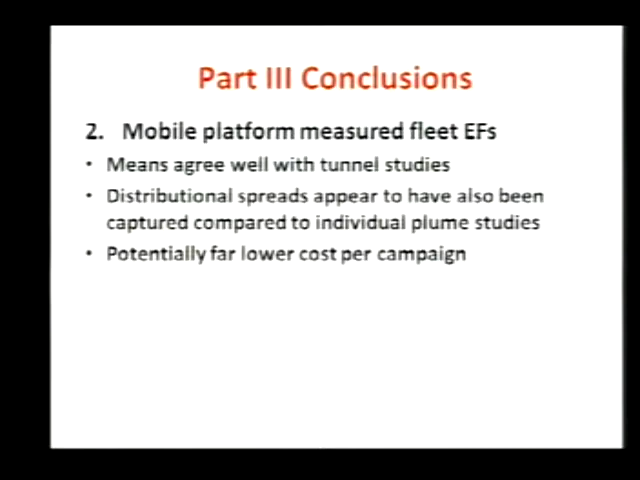 Part III Conclusions
2. Mobile platform measured fleet EFs
• Means agree well with tunnel studies
• Distributional spreads appear to have also been
captured compared to individual plume studies
• Potentially far lower cost per campaign